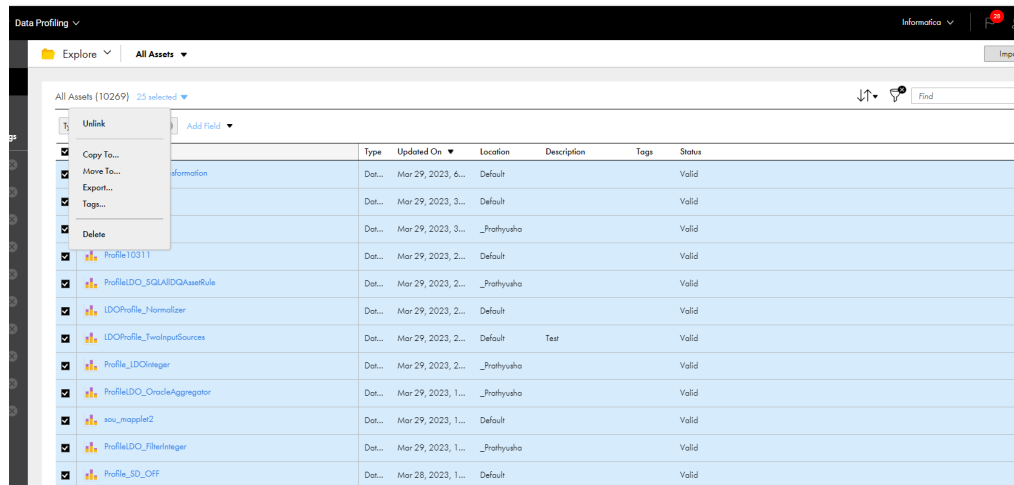 Data Profiling Informatica 28
Explore All Assets Impo
All Assets (10269) 25 selected Find
Ty Unlink Add Field
gs
Copy To... Type Updated On Location Description Tags Status
Move To... sformation Dat... Mar 29, 2023, 6... Default Valid
Export...
Tags... Dat... Mar 29, 2023, 3... Default Valid
Delete Dat... Mar 29, 2023, 3... _Prathyusha Valid
Profile10311 Dat... Mar 29, 2023, 2... Default Valid
ProfileLDO_SQLAllDQAssetRule Dat... Mar 29, 2023, 2... _Prathyusha Valid
LDOProfile_Normalizer Dat... Mar 29, 2023, 2... Default Valid
LDOProfile_TwoInputSources Dat... Mar 29, 2023, 2... Default Test Valid
Profile_LDOinteger Dat... Mar 29, 2023, 2... _Prathyusha Valid
ProfileLDO_OracleAggregator Dat... Mar 29, 2023, 1... _Prathyusha Valid
sou_mapplet2 Dat... Mar 29, 2023, 1... Default Valid
ProfileLDO_FilterInteger Dat... Mar 29, 2023, 1... _Prathyusha Valid
Profile_SD_OFF Dat... Mar 28, 2023, 1... Default Valid